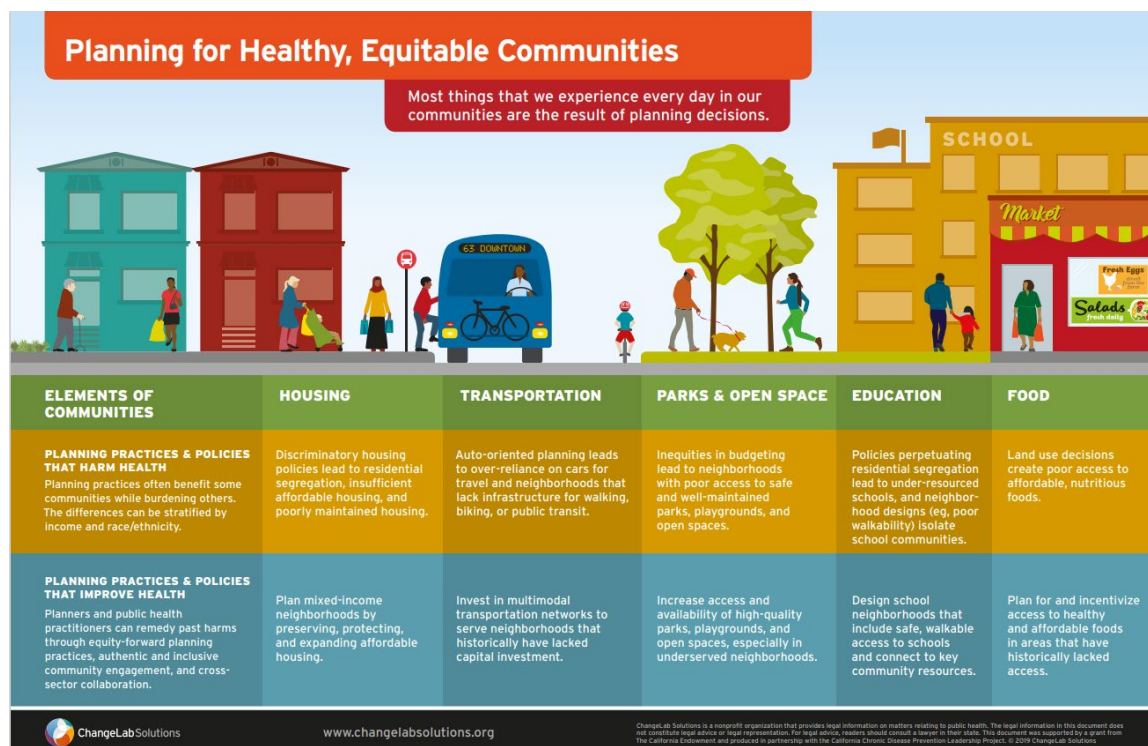 Planning for Healthy, Equitable Communities
Most things that we experience every day in our
communities are the result of planning decisions.
SCHOOL
Market
63 DOWNTOWN
Fresh Eggs
direct
from the
farm
Salads
fresh daily
ELEMENTS OF
COMMUNITIES
HOUSING
TRANSPORTATION
PARKS & OPEN SPACE
EDUCATION
FOOD
PLANNING PRACTICES & POLICIES
THAT HARM HEALTH
Planning practices often benefit some
communities while burdening others.
The differences can be stratified by
income and race/ethnicity.
Discriminatory housing
policies lead to residential
segregation, insufficient
affordable housing, and
poorly maintained housing.
Auto-oriented planning leads
to over-reliance on cars for
travel and neighborhoods that
lack infrastructure for walking,
biking, or public transit.
Inequities in budgeting
lead to neighborhoods
with poor access to safe
and well-maintained
parks, playgrounds, and
open spaces.
Policies perpetuating
residential segregation
lead to under-resourced
schools, and neighbor-
hood designs (eg, poor
walkability) isolate
school communities.
Land use decisions
create poor access to
affordable, nutritious
foods.
PLANNING PRACTICES & POLICIES
THAT IMPROVE HEALTH
Planners and public health
practitioners can remedy past harms
through equity-forward planning
practices, authentic and inclusive
community engagement, and cross-
sector collaboration.
Plan mixed-income
neighborhoods by
preserving, protecting,
and expanding affordable
housing.
Invest in multimodal
transportation networks to
serve neighborhoods that
historically have lacked
capital investment.
Increase access and
availability of high-quality
parks, playgrounds, and
open spaces, especially in
underserved neighborhoods.
Design school
neighborhoods that
include safe, walkable
access to schools
and connect to key
community resources.
Plan for and incentivize
access to healthy
and affordable foods
in areas that have
historically lacked
access.
ChangeLab Solutions
www.changelabsolutions.org
ChangeLab Solutions is a nonprofit organization that provides legal information on matters relating to public health. The legal information in this document does
not constitute legal advice or legal representation. For legal advice, readers should consult a lawyer in their state. This document was supported by a grant from
The California Endowment and produced in partnership with the California Chronic Disease Prevention Leadership Project. © 2019 ChangeLab Solutions